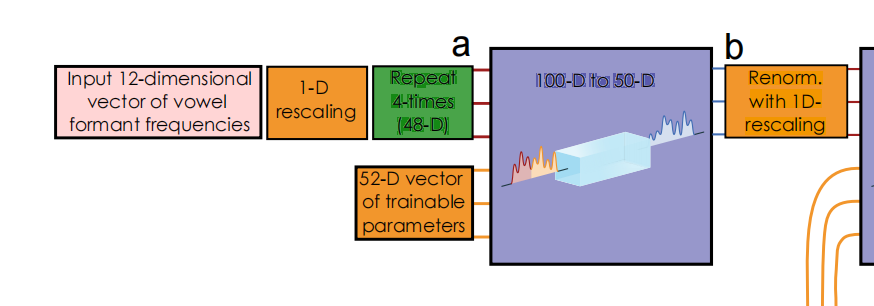 a
b
Input 12-dimensional
vector of vowel
formant frequencies
1-D
rescaling
Repeat
4-times
(48-D)
100-D to 50-D
Renorm.
with 1D-
rescaling
52-D vector
of trainable
parameters